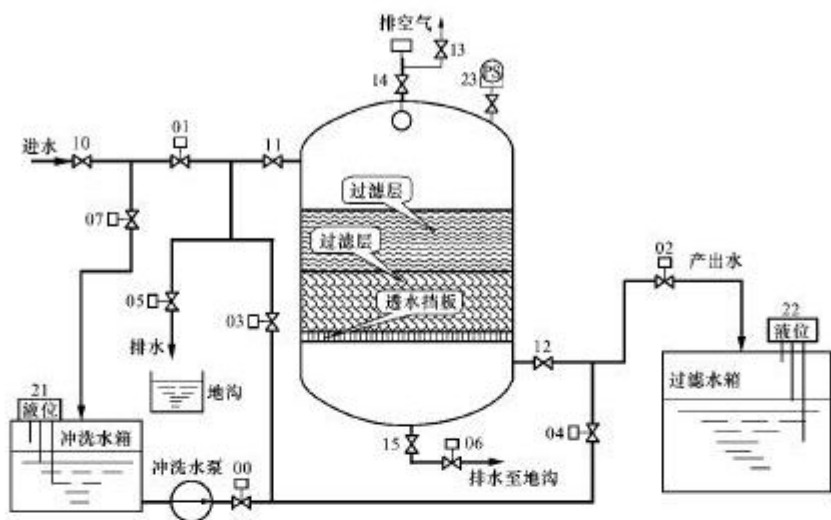 排空气
13
14
23
PS
01
进水
10
11
过滤层
07
过滤层
02
产出水
05
03
透水挡板
22
液位
排水
12
过滤水箱
21
液位
地沟
冲洗水箱
15
06
04
冲洗水泵
00
排水至地沟